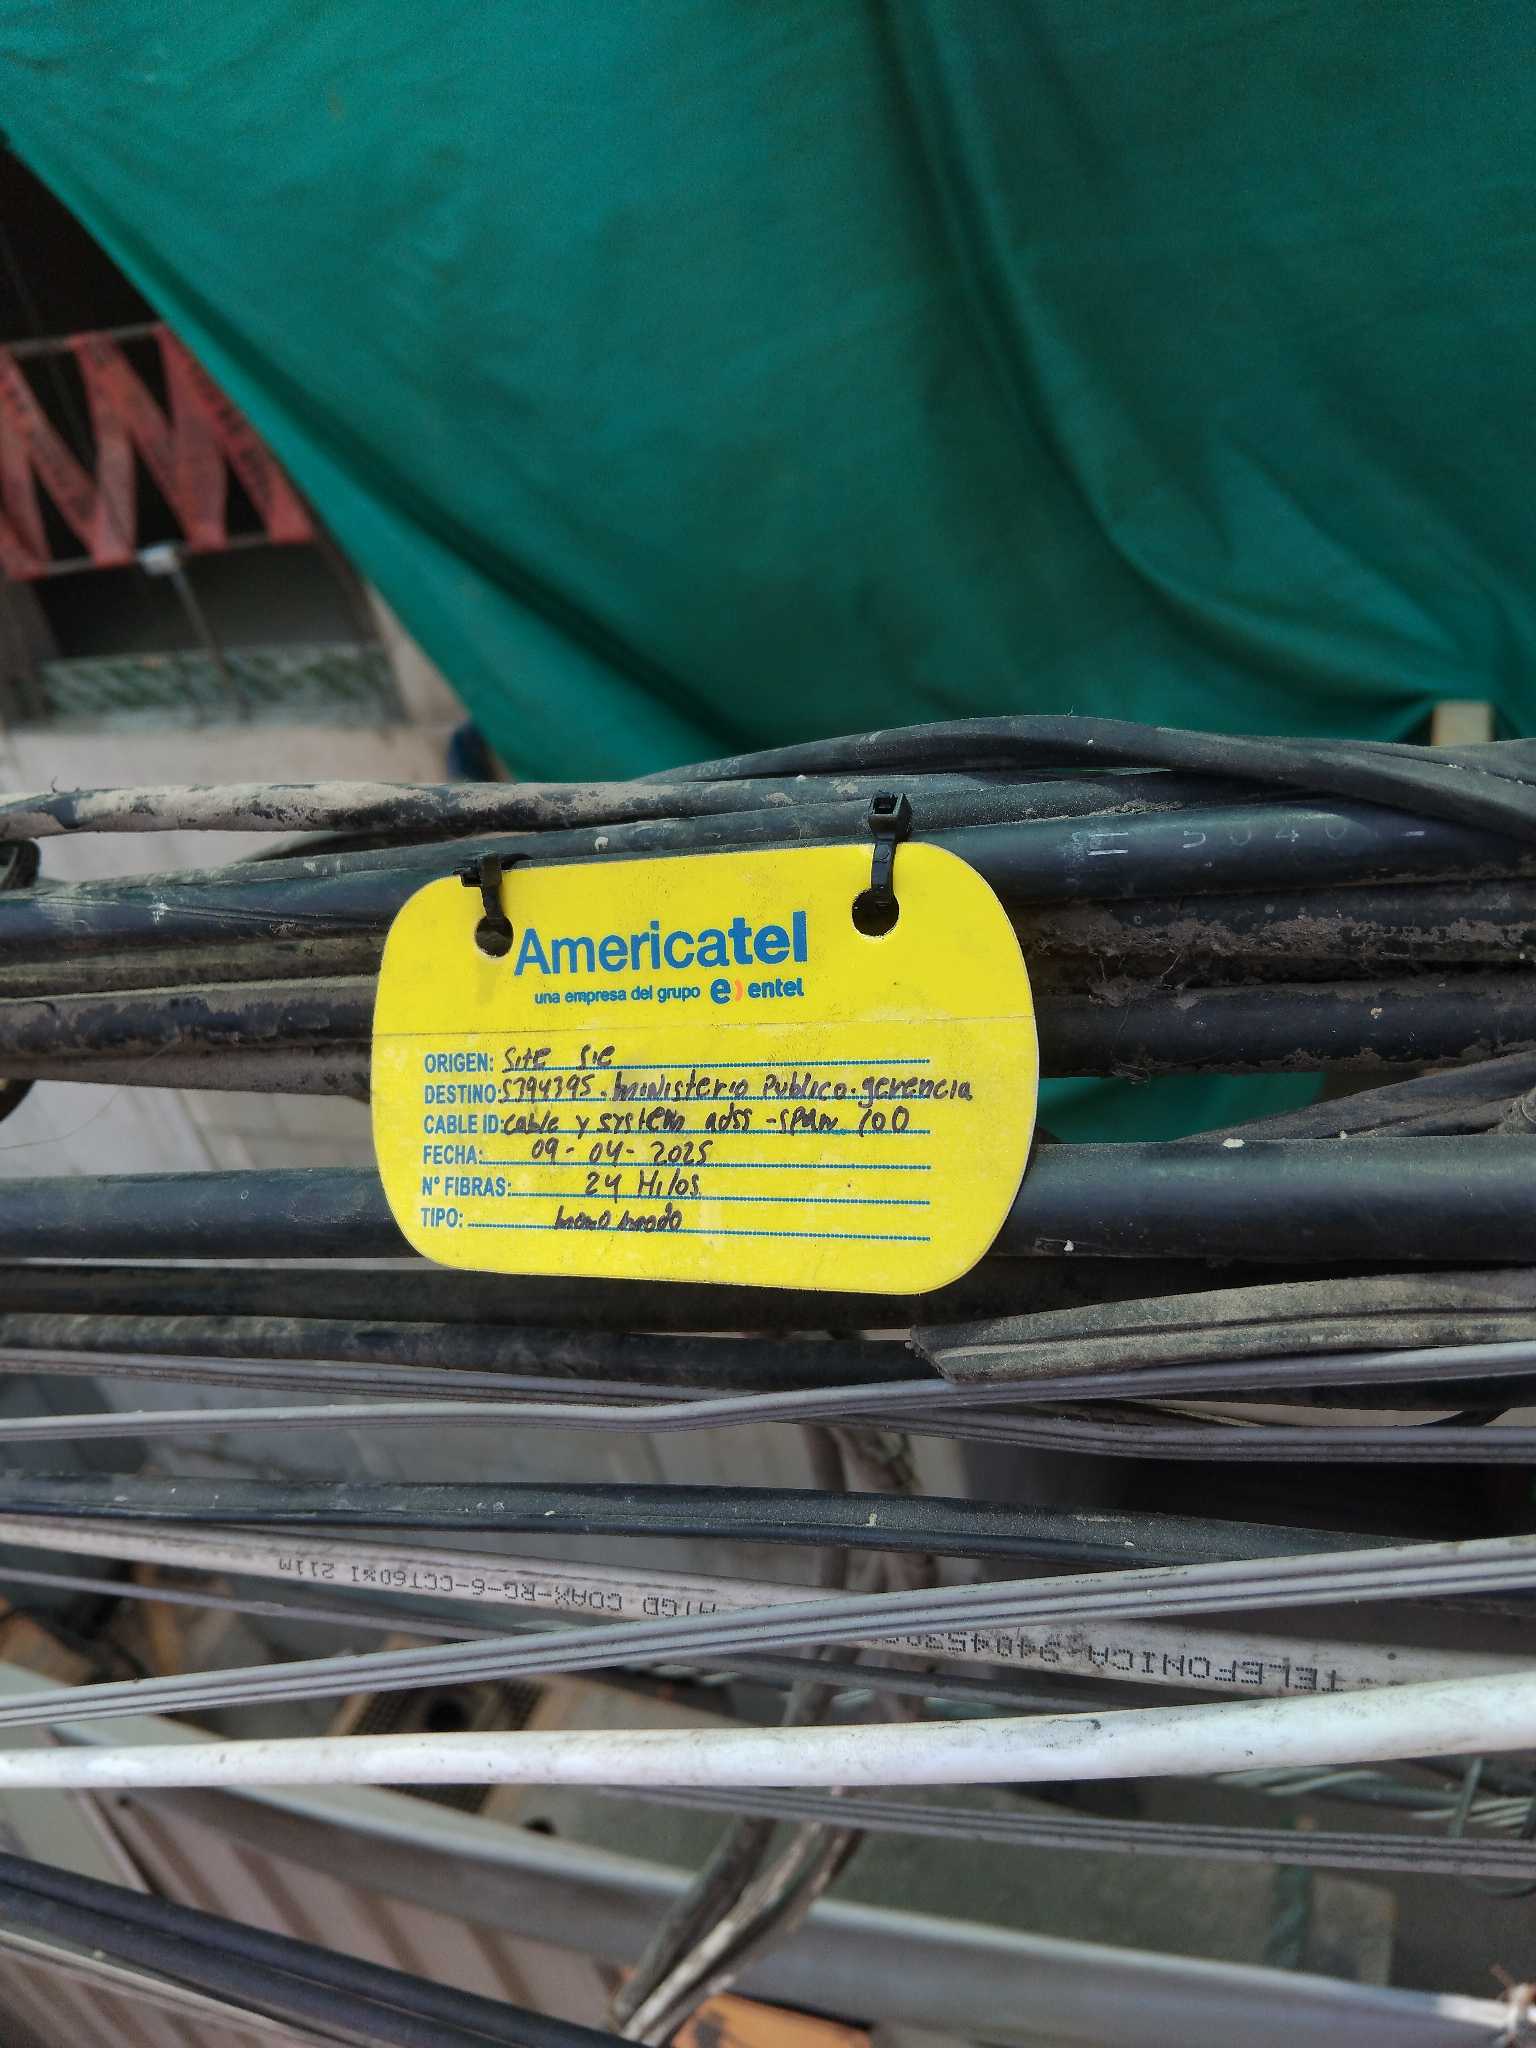 Americatel
una empresa del grupo e) entel
ORIGEN: Site sie
DESTINO: 5794395. Ministerio Publico. gerencia
CABLE ID: cable y system adss - span 100
FECHA: 09 - 04 - 2025
N° FIBRAS: 24 Hilos
TIPO: mono modo
COAX-RG-6-CCT60%I 211M
TELEFONICA